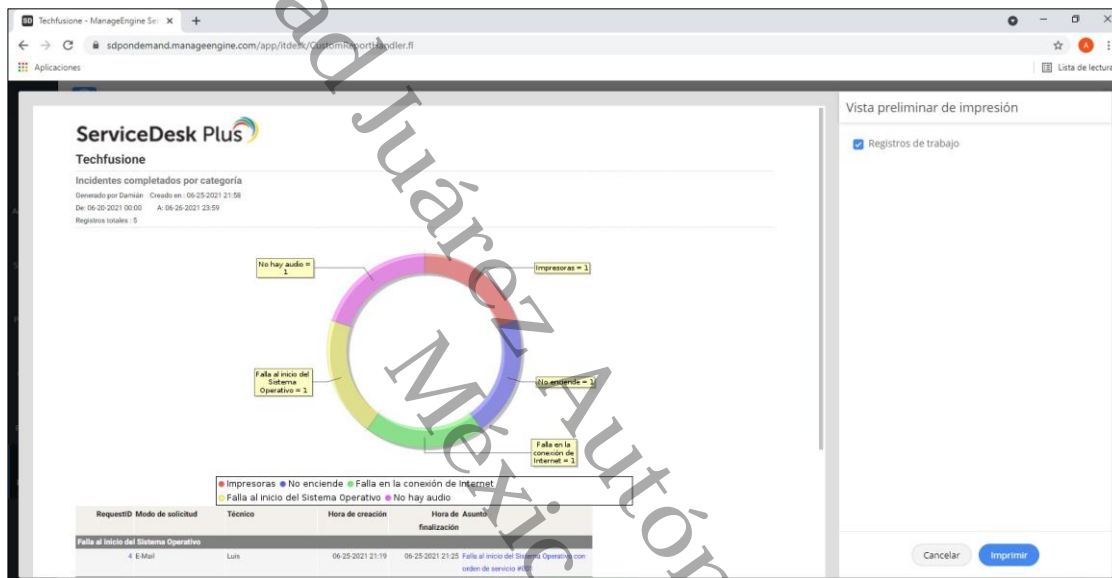 Techfusione - ManageEngine Ser
sdpondemand.manageengine.com/app/itdesk/CustomReportHandler.fl
Aplicaciones
Lista de lectura
Vista preliminar de impresión
Registros de trabajo
ServiceDesk Plus
Techfusione
Incidentes completados por categoría
Generado por Damián Creado en : 06-25-2021 21:58
De: 06-20-2021 00:00 A: 06-26-2021 23:59
Registros totales : 5
No hay audio =
1
Impresoras = 1
Falla al inicio del
Sistema
Operativo = 1
No enciende = 1
Falla en la
conexión de
Internet = 1
Impresoras No enciende Falla en la conexión de Internet
Falla al inicio del Sistema Operativo No hay audio
RequestID Modo de solicitud Técnico Hora de creación Hora de finalización Asunto
Falla al inicio del Sistema Operativo
4 E-Mail Luis 06-25-2021 21:19 06-25-2021 21:25 Falla al inicio del Sistema Operativo con
orden de servicio #001
Cancelar Imprimir
ad Juárez Autón
México